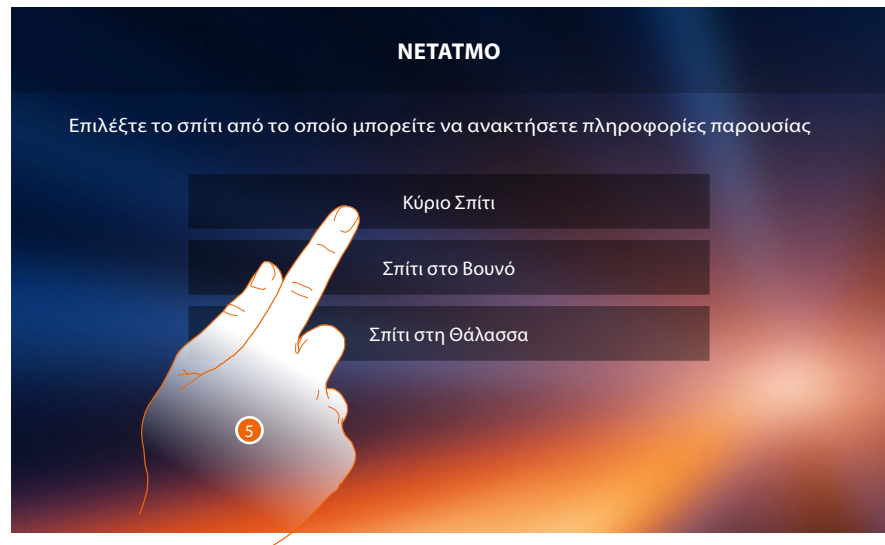 NETATMO
Επιλέξτε το σπίτι από το οποίο μπορείτε να ανακτήσετε πληροφορίες παρουσίας
Κύριο Σπίτι
Σπίτι στο Βουνό
Σπίτι στη Θάλασσα
5